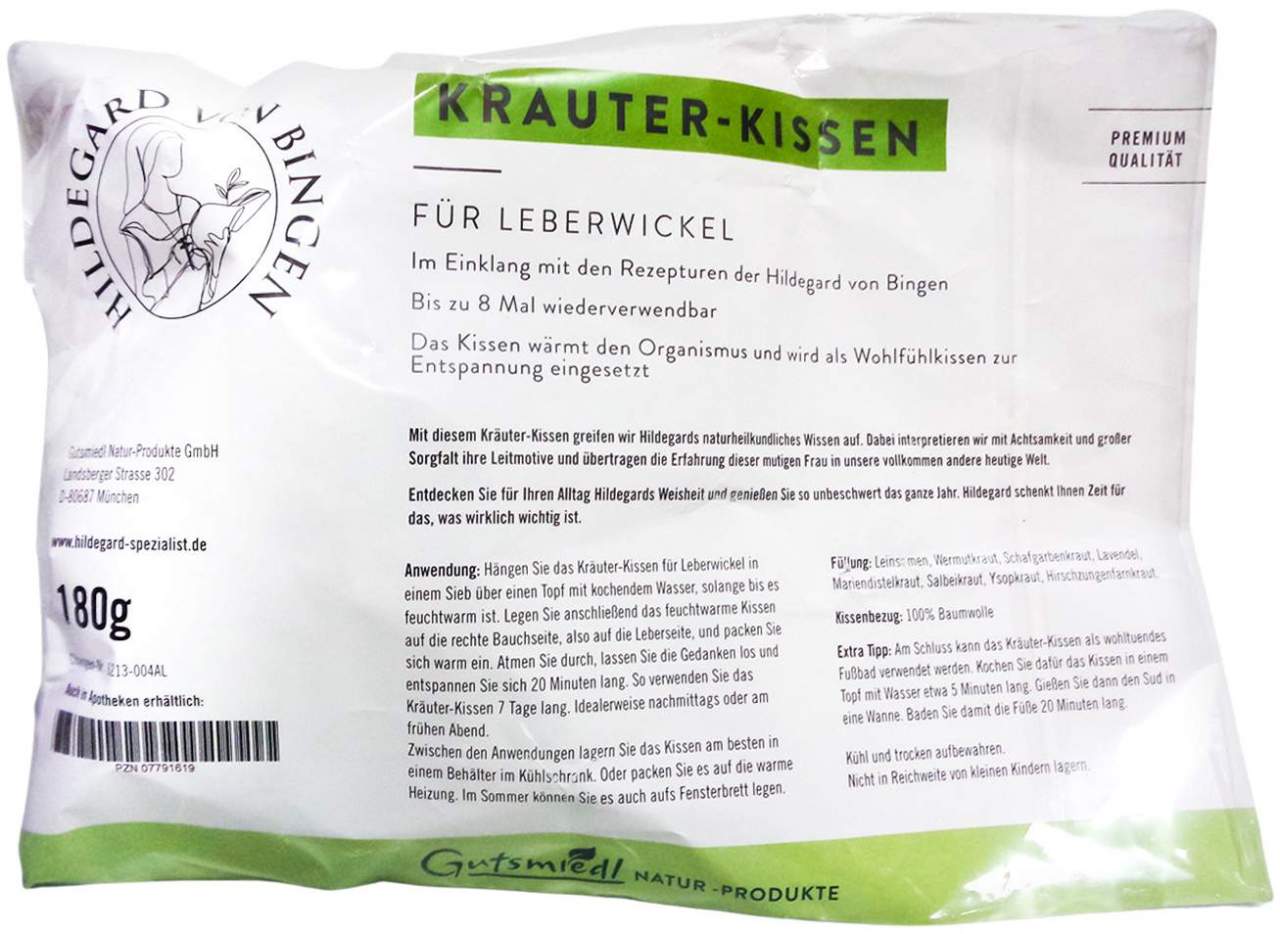 HILDEGARD VON BINGEN
KRÄUTER-KISSEN
PREMIUM
QUALITÄT
FÜR LEBERWICKEL
Im Einklang mit den Rezepturen der Hildegard von Bingen
Bis zu 8 Mal wiederverwendbar
Das Kissen wärmt den Organismus und wird als Wohlfühlkissen zur
Entspannung eingesetzt
Mit diesem Kräuter-Kissen greifen wir Hildegards naturheilkundliches Wissen auf. Dabei interpretieren wir mit Achtsamkeit und großer
Sorgfalt ihre Leitmotive und übertragen die Erfahrung dieser mutigen Frau in unsere vollkommen andere heutige Welt.
Entdecken Sie für Ihren Alltag Hildegards Weisheit und genießen Sie so unbeschwert das ganze Jahr. Hildegard schenkt Ihnen Zeit für
das, was wirklich wichtig ist.
Gutsmiedl Natur-Produkte GmbH
Landsberger Strasse 302
D-80687 München
www.hildegard-spezialist.de
180g
1213-004AL
Auch in Apotheken erhältlich:
PZN 07791619
Anwendung: Hängen Sie das Kräuter-Kissen für Leberwickel in
einem Sieb über einen Topf mit kochendem Wasser, solange bis es
feuchtwarm ist. Legen Sie anschließend das feuchtwarme Kissen
auf die rechte Bauchseite, also auf die Leberseite, und packen Sie
sich warm ein. Atmen Sie durch, lassen Sie die Gedanken los und
entspannen Sie sich 20 Minuten lang. So verwenden Sie das
Kräuter-Kissen 7 Tage lang. Idealerweise nachmittags oder am
frühen Abend.
Zwischen den Anwendungen lagern Sie das Kissen am besten in
einem Behälter im Kühlschrank. Oder packen Sie es auf die warme
Heizung. Im Sommer können Sie es auch aufs Fensterbrett legen.
Füllung: Leinsamen, Wermutkraut, Schafgarbenkraut, Lavendel,
Mariendistelkraut, Salbeikraut, Ysopkraut, Hirschzungenfarnkraut.
Kissenbezug: 100% Baumwolle
Extra Tipp: Am Schluss kann das Kräuter-Kissen als wohltuendes
Fußbad verwendet werden. Kochen Sie dafür das Kissen in einem
Topf mit Wasser etwa 5 Minuten lang. Gießen Sie dann den Sud in
eine Wanne. Baden Sie damit die Füße 20 Minuten lang.
Kühl und trocken aufbewahren.
Nicht in Reichweite von kleinen Kindern lagern.
Gutsmiedl NATUR-PRODUKTE